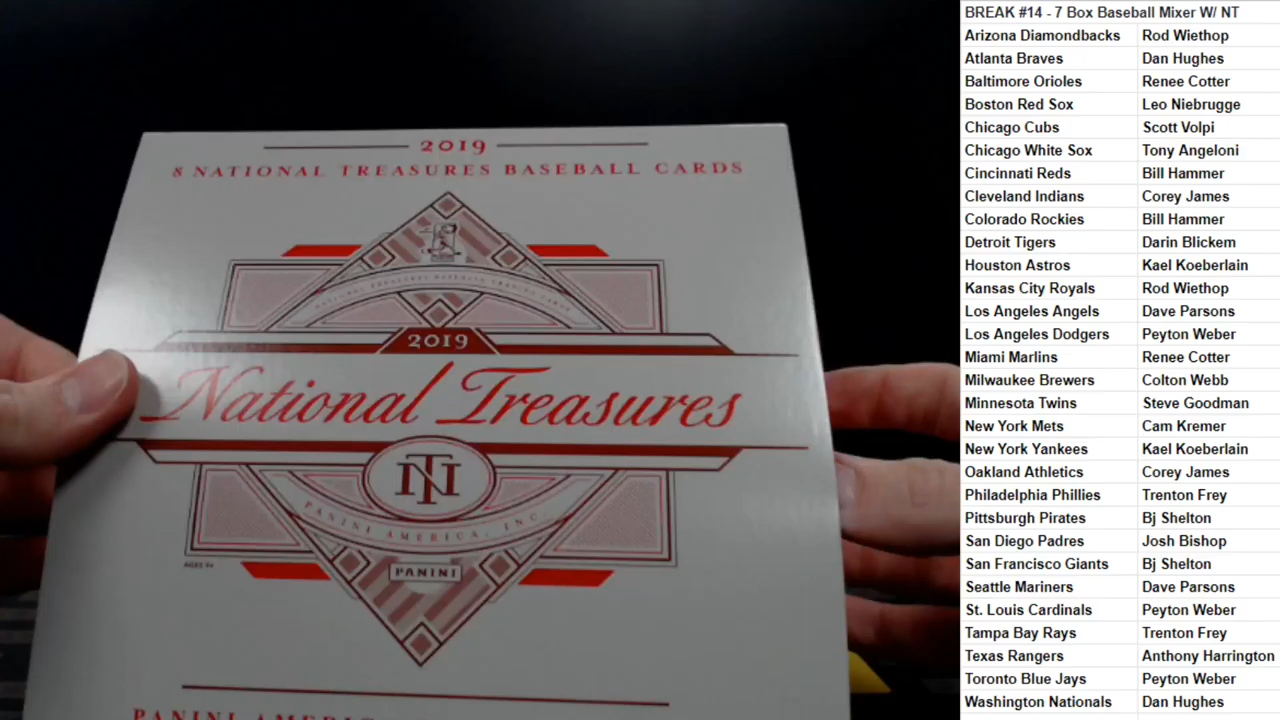 2019
8 NATIONAL TREASURES BASEBALL CARDS
2019
National Treasures
NT
PANINI AMERICA, INC.
AGES 9+
PANINI
BREAK #14 - 7 Box Baseball Mixer W/ NT
Arizona Diamondbacks Rod Wiethop
Atlanta Braves Dan Hughes
Baltimore Orioles Renee Cotter
Boston Red Sox Leo Niebrugge
Chicago Cubs Scott Volpi
Chicago White Sox Tony Angeloni
Cincinnati Reds Bill Hammer
Cleveland Indians Corey James
Colorado Rockies Bill Hammer
Detroit Tigers Darin Blickem
Houston Astros Kael Koeberlain
Kansas City Royals Rod Wiethop
Los Angeles Angels Dave Parsons
Los Angeles Dodgers Peyton Weber
Miami Marlins Renee Cotter
Milwaukee Brewers Colton Webb
Minnesota Twins Steve Goodman
New York Mets Cam Kremer
New York Yankees Kael Koeberlain
Oakland Athletics Corey James
Philadelphia Phillies Trenton Frey
Pittsburgh Pirates Bj Shelton
San Diego Padres Josh Bishop
San Francisco Giants Bj Shelton
Seattle Mariners Dave Parsons
St. Louis Cardinals Peyton Weber
Tampa Bay Rays Trenton Frey
Texas Rangers Anthony Harrington
Toronto Blue Jays Peyton Weber
Washington Nationals Dan Hughes